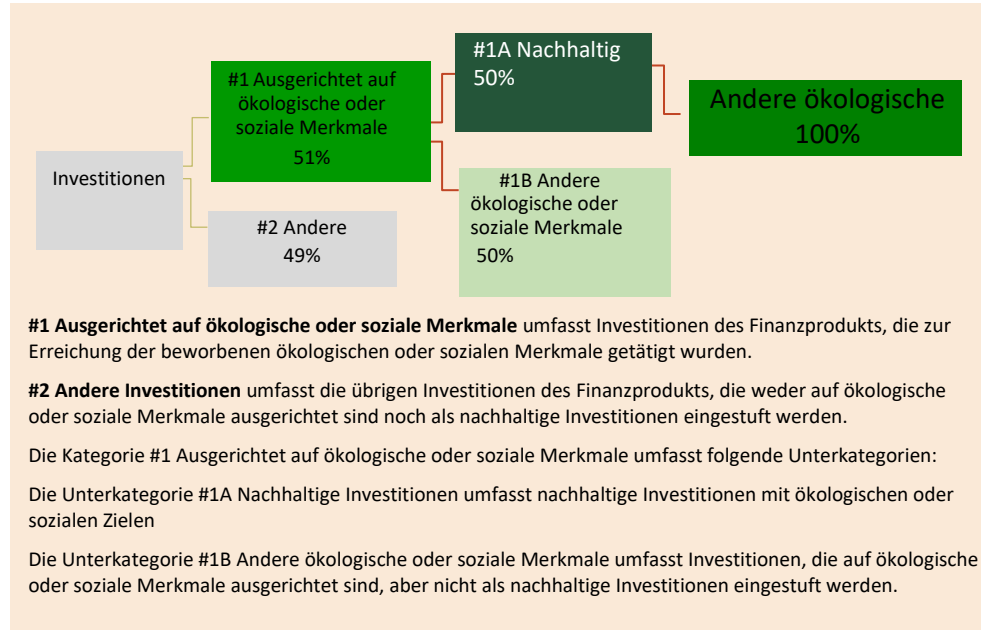 #1A Nachhaltig
50%
#1 Ausgerichtet auf
ökologische oder
soziale Merkmale
51%
Andere ökologische
100%
Investitionen
#1B Andere
ökologische oder
soziale Merkmale
50%
#2 Andere
49%
#1 Ausgerichtet auf ökologische oder soziale Merkmale umfasst Investitionen des Finanzprodukts, die zur
Erreichung der beworbenen ökologischen oder sozialen Merkmale getätigt wurden.
#2 Andere Investitionen umfasst die übrigen Investitionen des Finanzprodukts, die weder auf ökologische
oder soziale Merkmale ausgerichtet sind noch als nachhaltige Investitionen eingestuft werden.
Die Kategorie #1 Ausgerichtet auf ökologische oder soziale Merkmale umfasst folgende Unterkategorien:
Die Unterkategorie #1A Nachhaltige Investitionen umfasst nachhaltige Investitionen mit ökologischen oder
sozialen Zielen
Die Unterkategorie #1B Andere ökologische oder soziale Merkmale umfasst Investitionen, die auf ökologische
oder soziale Merkmale ausgerichtet sind, aber nicht als nachhaltige Investitionen eingestuft werden.